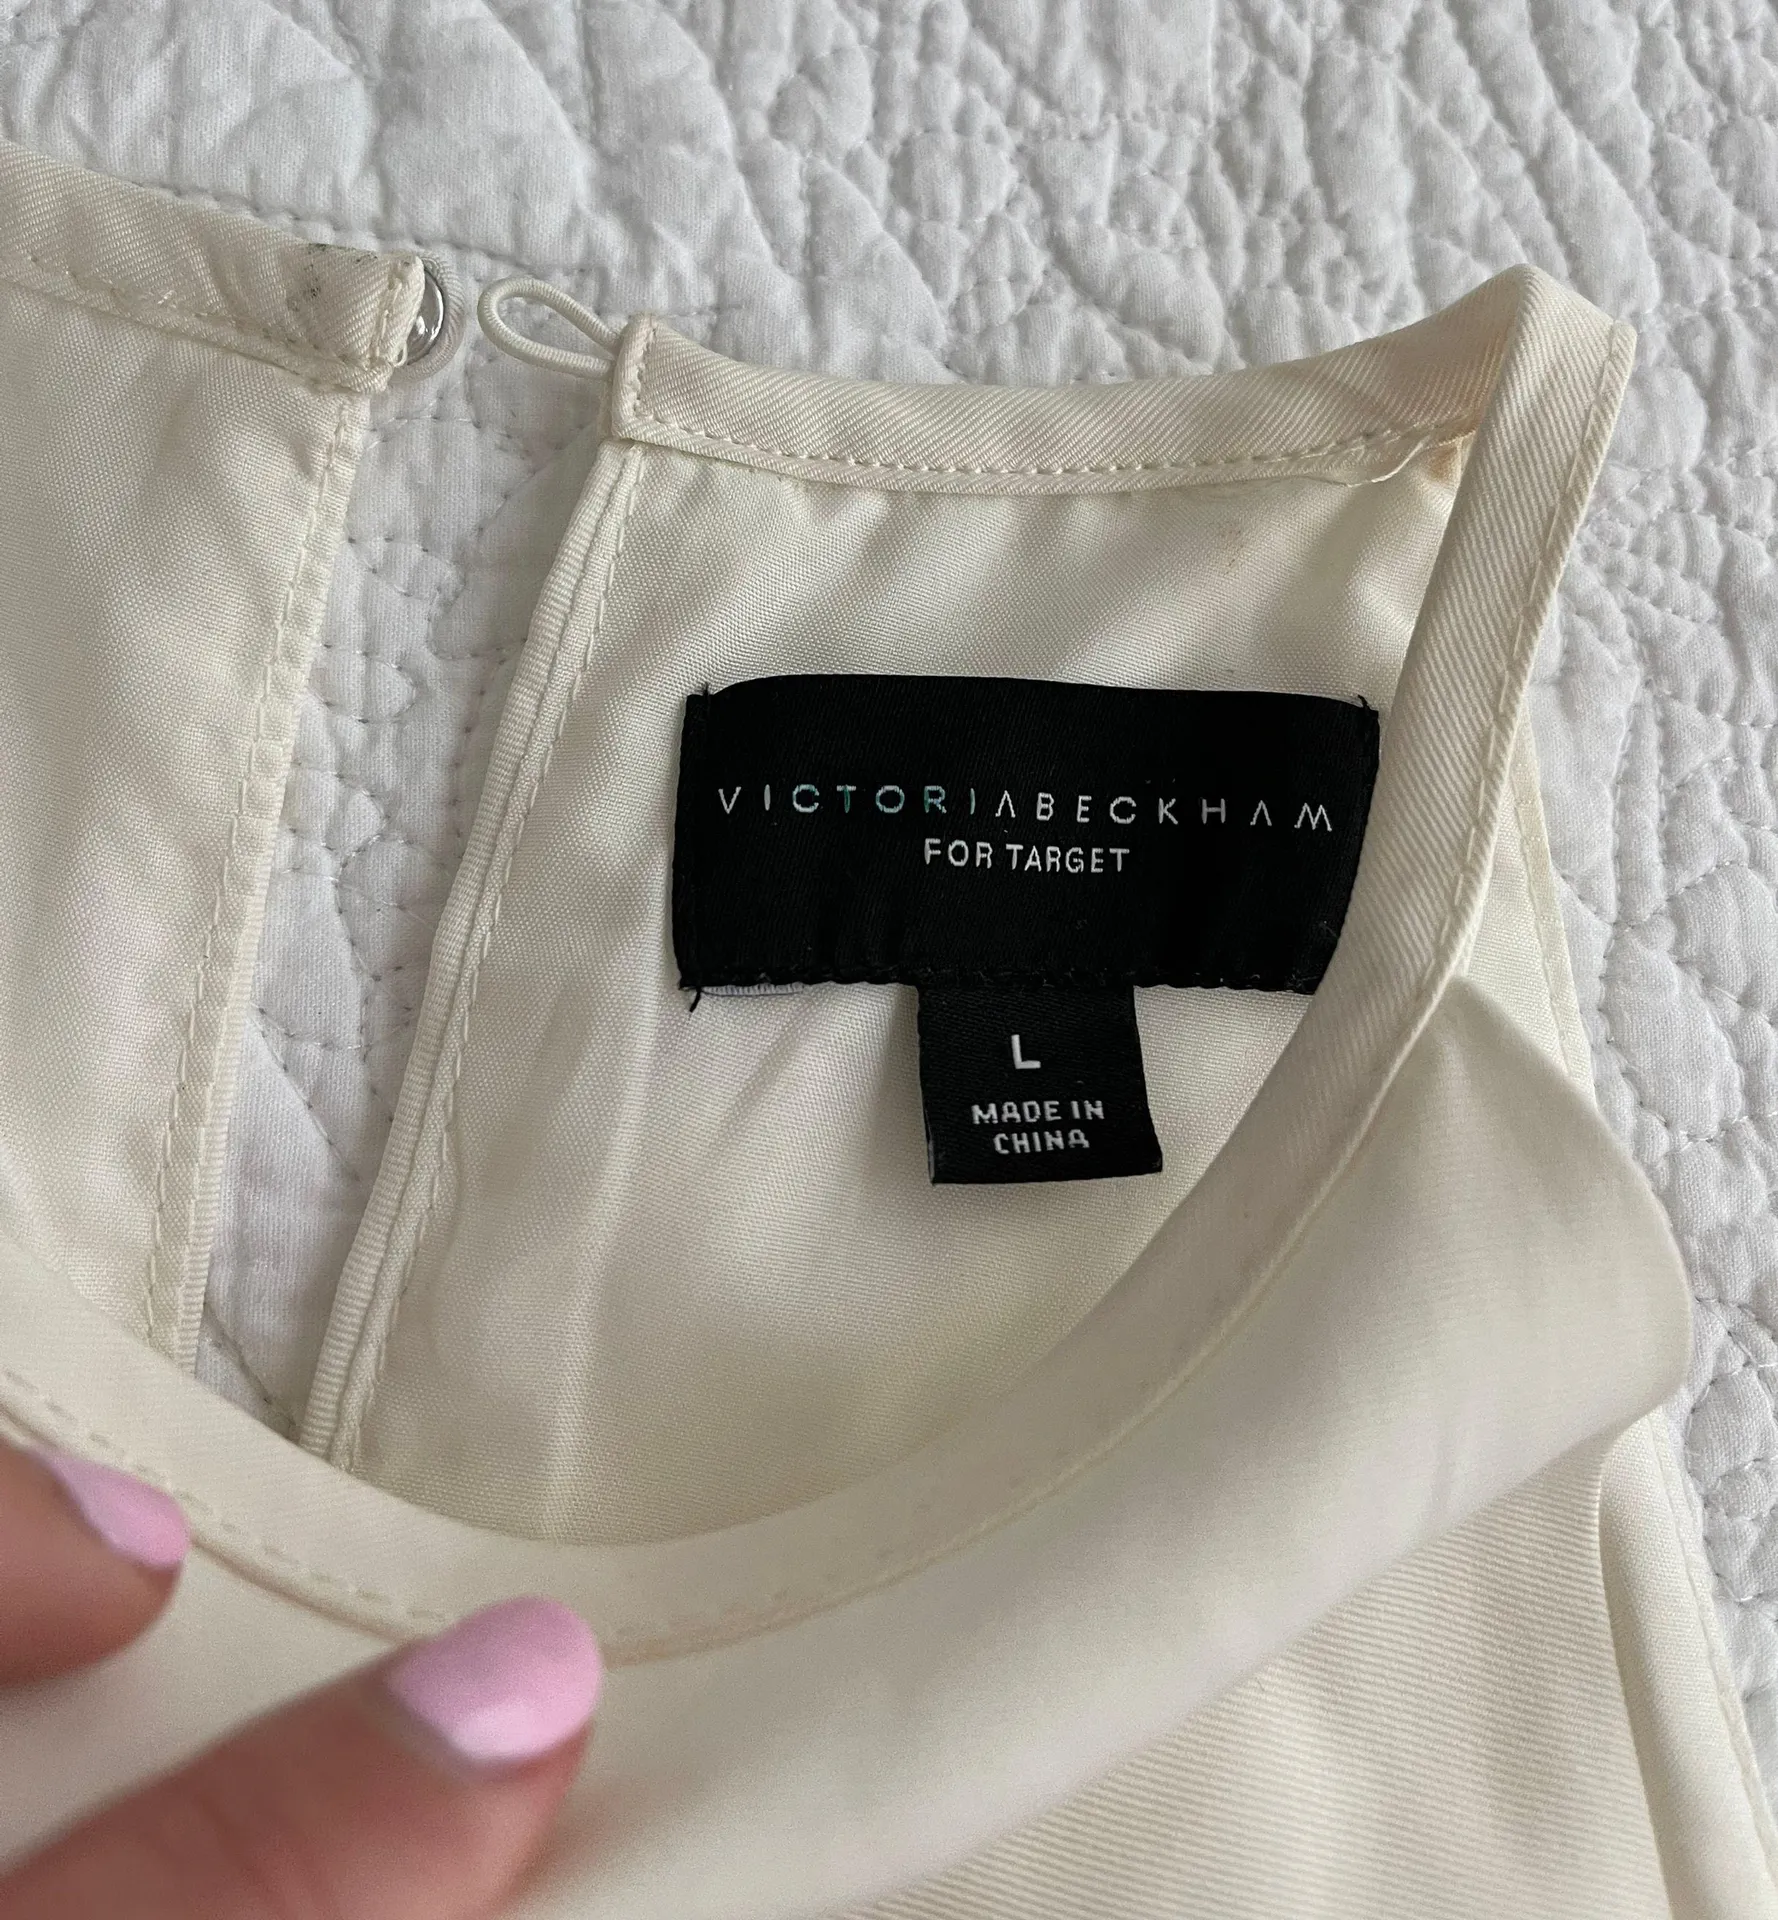 VICTORIABECKHAM
FOR TARGET
L
MADE IN
CHINA